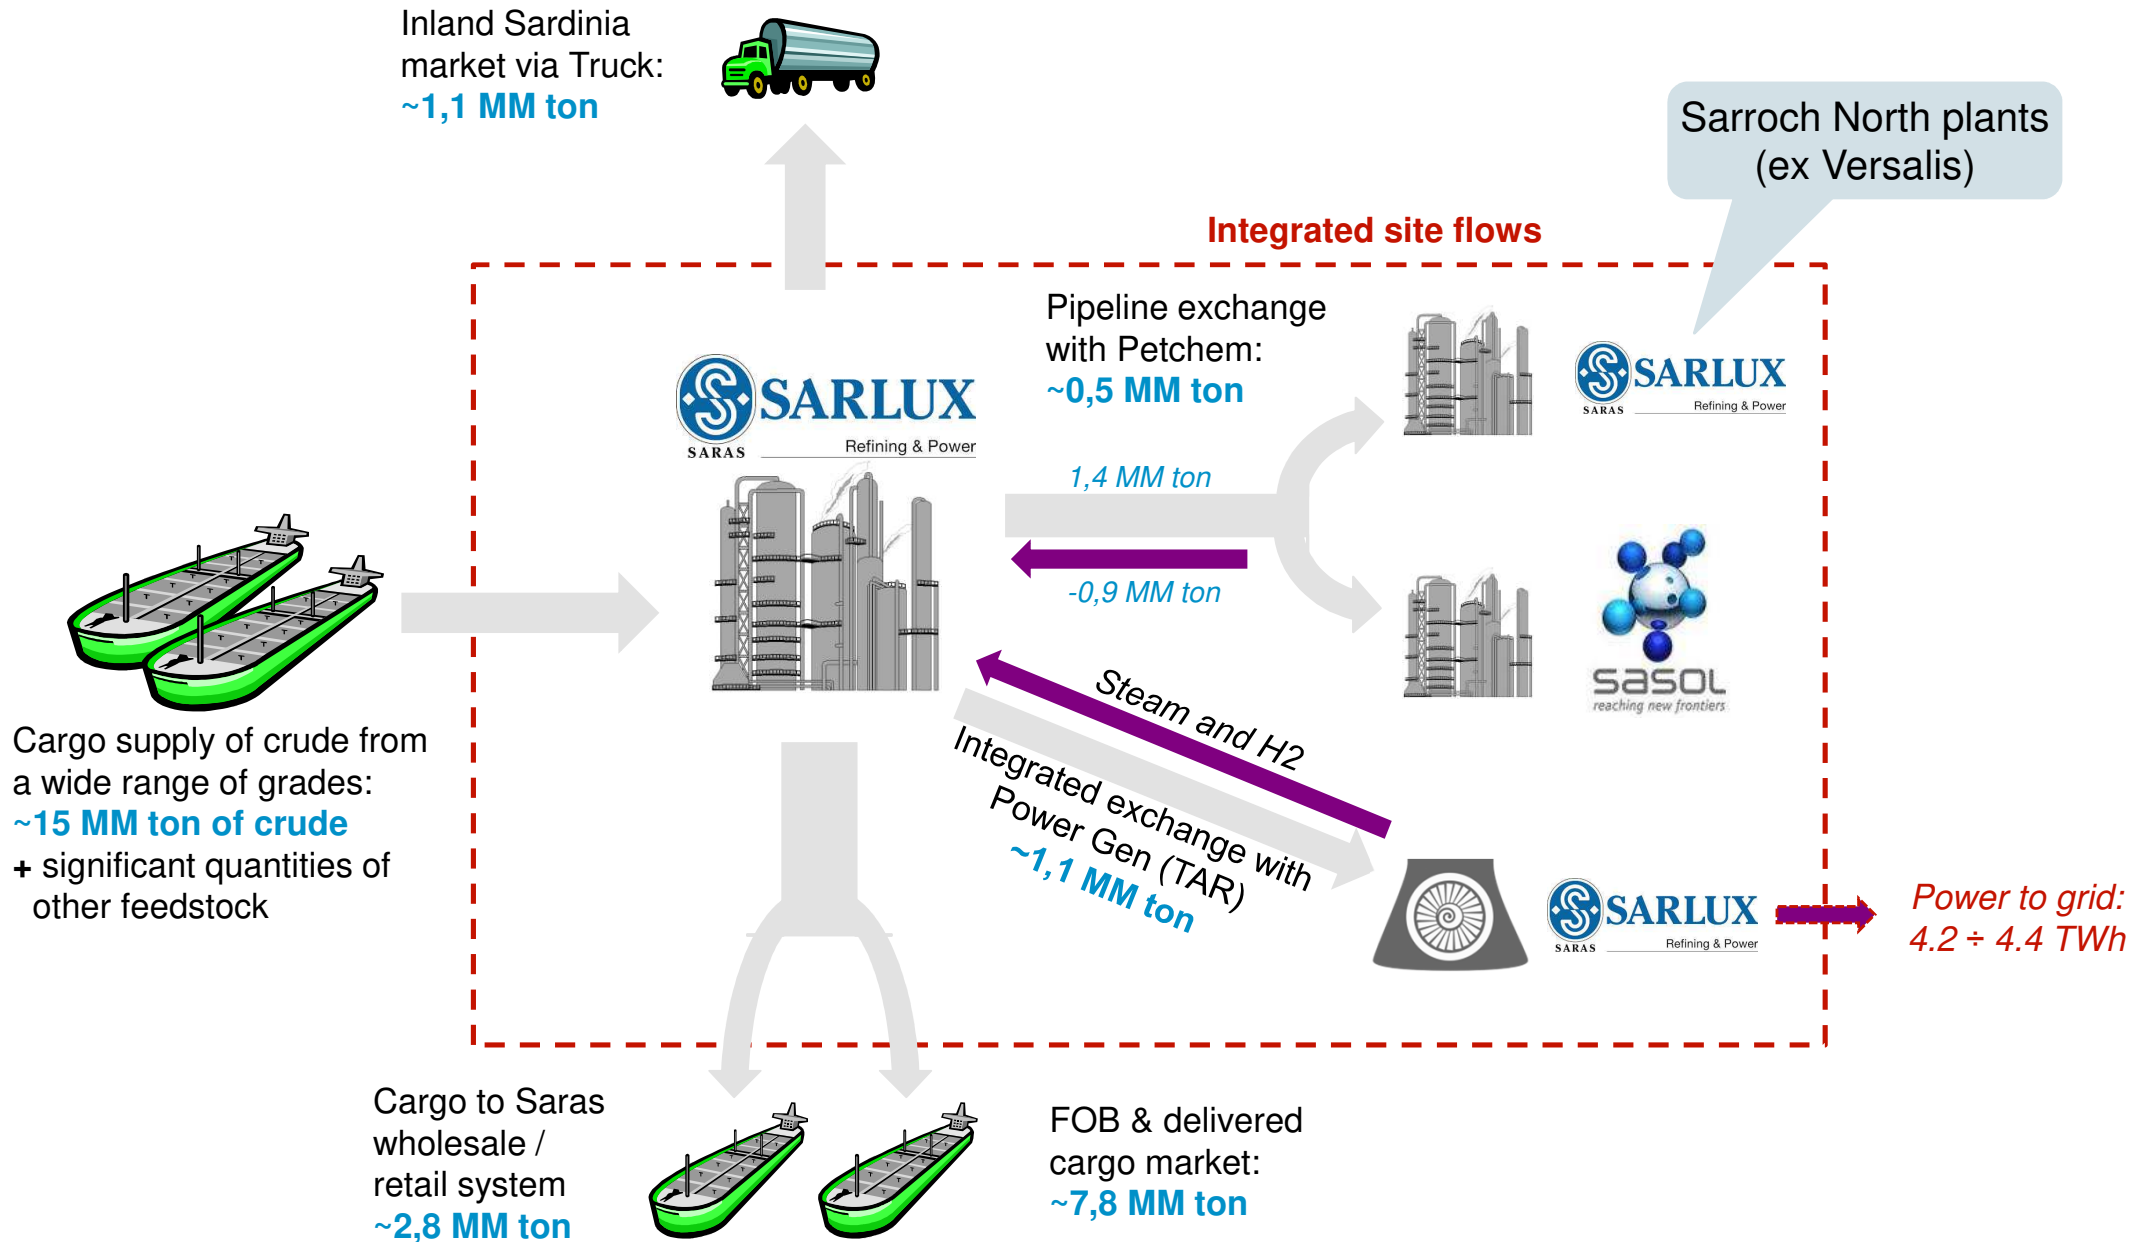 Inland Sardinia
market via Truck:
~1,1 MM ton
Sarroch North plants
(ex Versalis)
Integrated site flows
Pipeline exchange
with Petchem:
~0,5 MM ton
SARLUX
SARAS
Refining & Power
SARLUX
SARAS
Refining & Power
1,4 MM ton
-0,9 MM ton
sasol
reaching new frontiers
Cargo supply of crude from
a wide range of grades:
~15 MM ton of crude
+ significant quantities of
other feedstock
Steam and H2
Integrated exchange with
Power Gen (TAR)
~1,1 MM ton
SARLUX
SARAS
Refining & Power
Power to grid:
4.2 ÷ 4.4 TWh
Cargo to Saras
wholesale /
retail system
~2,8 MM ton
FOB & delivered
cargo market:
~7,8 MM ton